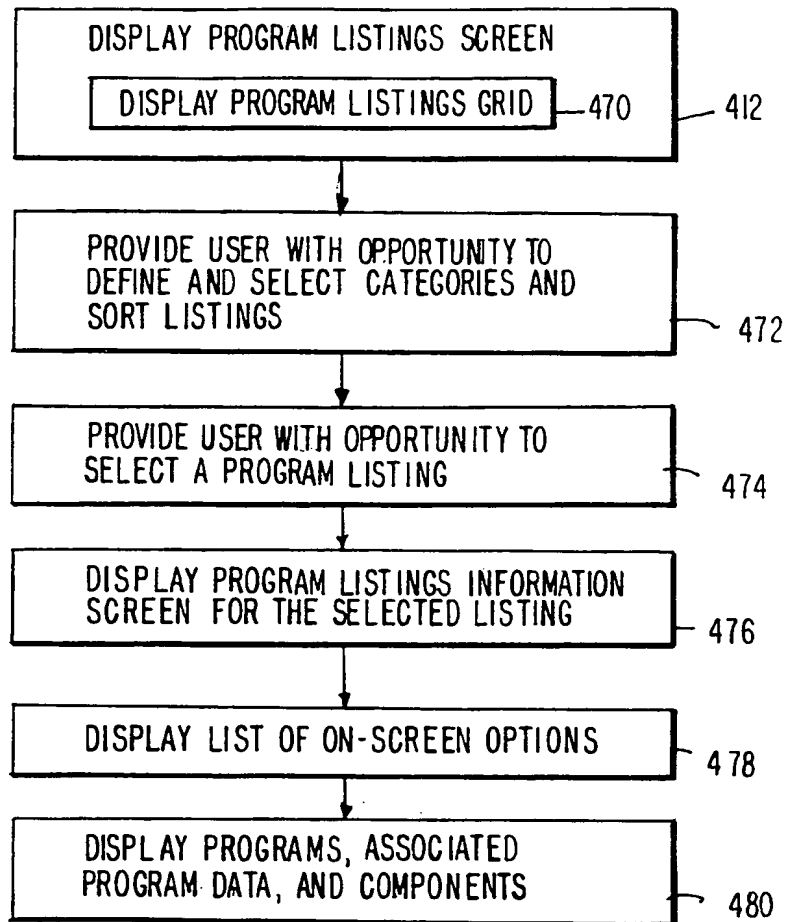 DISPLAY PROGRAM LISTINGS SCREEN
DISPLAY PROGRAM LISTINGS GRID 470
412
PROVIDE USER WITH OPPORTUNITY TO
DEFINE AND SELECT CATEGORIES AND
SORT LISTINGS
472
PROVIDE USER WITH OPPORTUNITY TO
SELECT A PROGRAM LISTING
474
DISPLAY PROGRAM LISTINGS INFORMATION
SCREEN FOR THE SELECTED LISTING
476
DISPLAY LIST OF ON-SCREEN OPTIONS
478
DISPLAY PROGRAMS, ASSOCIATED
PROGRAM DATA, AND COMPONENTS
480